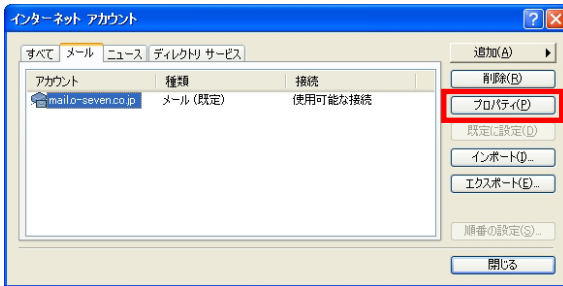 インターネット アカウント
すべて メール ニュース ディレクトリ サービス
追加(A)
アカウント 種類 接続
削除(R)
mail.o-seven.co.jp メール (既定) 使用可能な接続
プロパティ(P)
既定に設定(D)
インポート(I)...
エクスポート(E)...
順番の設定(S)...
閉じる